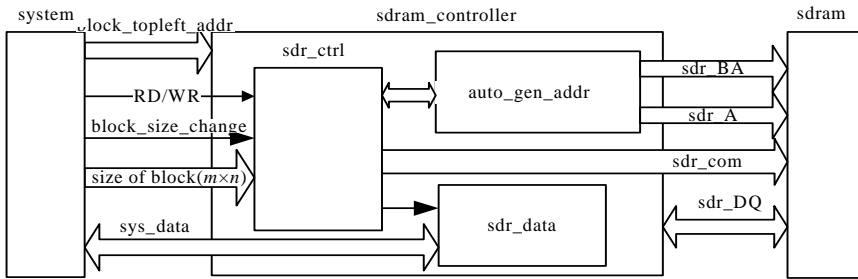 system
sdram_controller
sdram
block_topleft_addr
sdr_ctrl
sdr_BA
RD/WR
auto_gen_addr
sdr_A
block_size_change
sdr_com
size of block(m×n)
sdr_DQ
sys_data
sdr_data